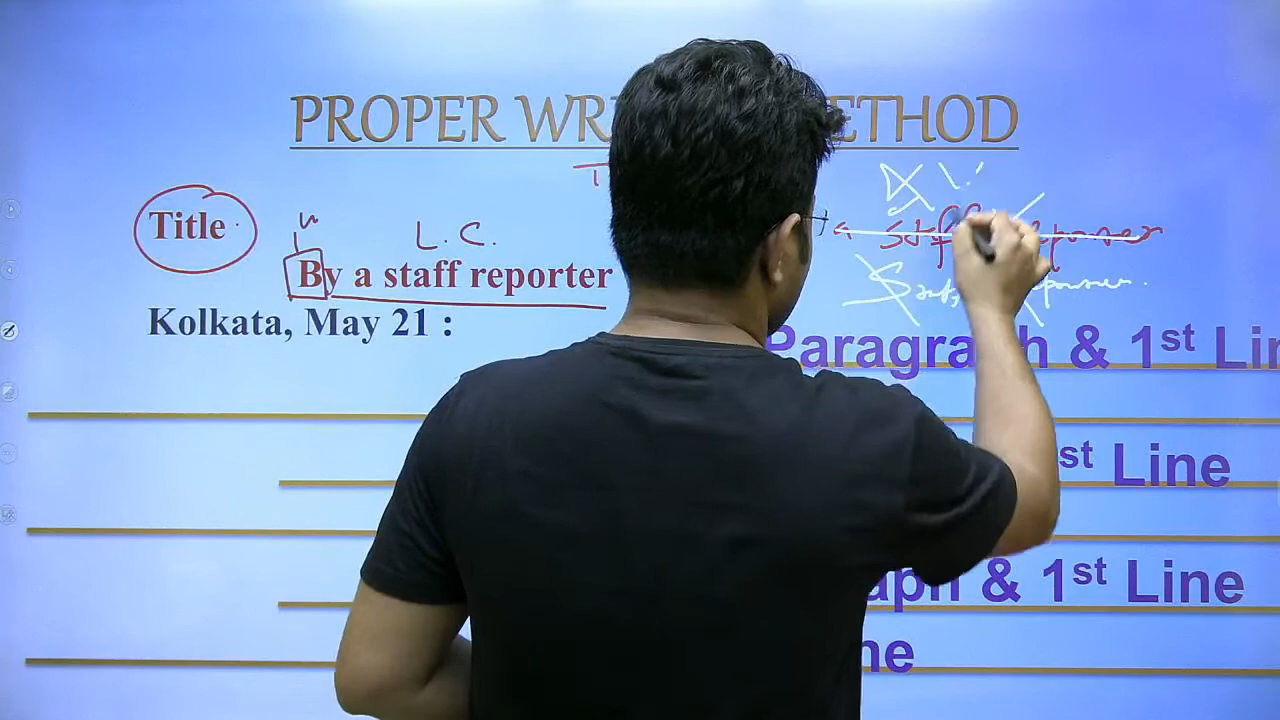 PROPER WR ETHOD
T
Title
L. C.
By a staff reporter
Kolkata, May 21 :
Paragra h & 1st Lin
st Line
aph & 1st Line
ne